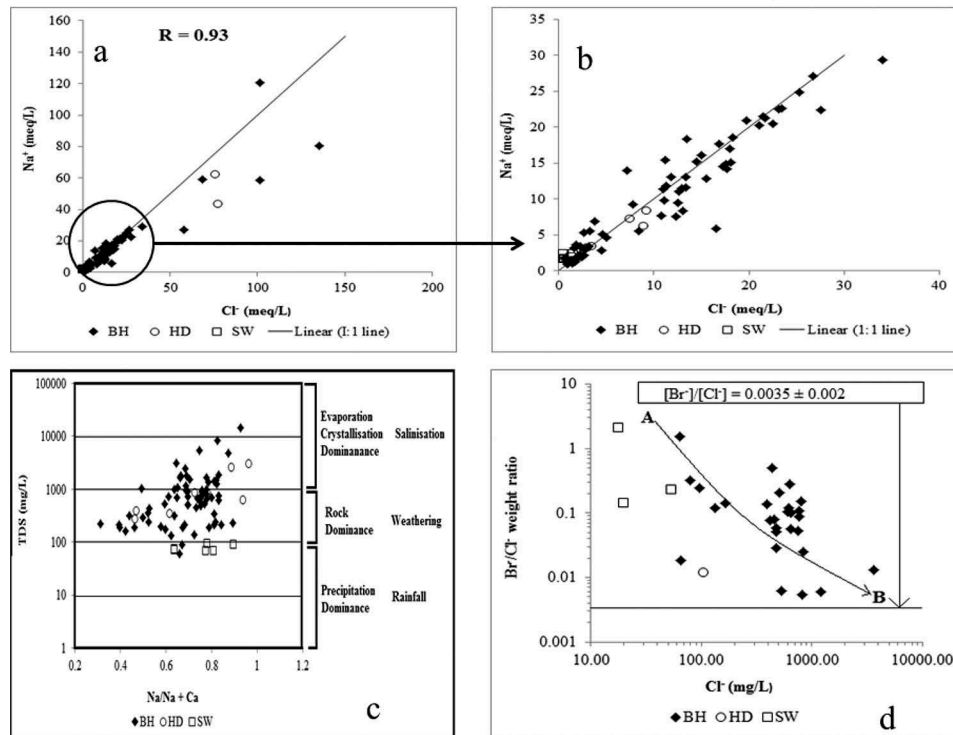 a
R = 0.93
160
140
120
100
80
60
40
20
0
Na⁺ (meq/L)
0 50 100 150 200
Cl⁻ (meq/L)
BH HD SW Linear (1:1 line)
b
35
30
25
20
15
10
5
0
Na⁺ (meq/L)
0 10 20 30 40
Cl⁻ (meq/L)
BH HD SW Linear (1:1 line)
100000
10000
1000
100
10
1
TDS (mg/L)
Evaporation
Crystallisation Salinisation
Dominanance
Rock
Dominance Weathering
Precipitation
Dominance Rainfall
0.2 0.4 0.6 0.8 1 1.2
Na/Na + Ca
BH HD SW
c
10
1
0.1
0.01
0.001
Br⁻/Cl⁻ weight ratio
[Br⁻]/[Cl⁻] = 0.0035 ± 0.002
A
B
10.00 100.00 1000.00 10000.00
Cl⁻ (mg/L)
BH HD SW
d